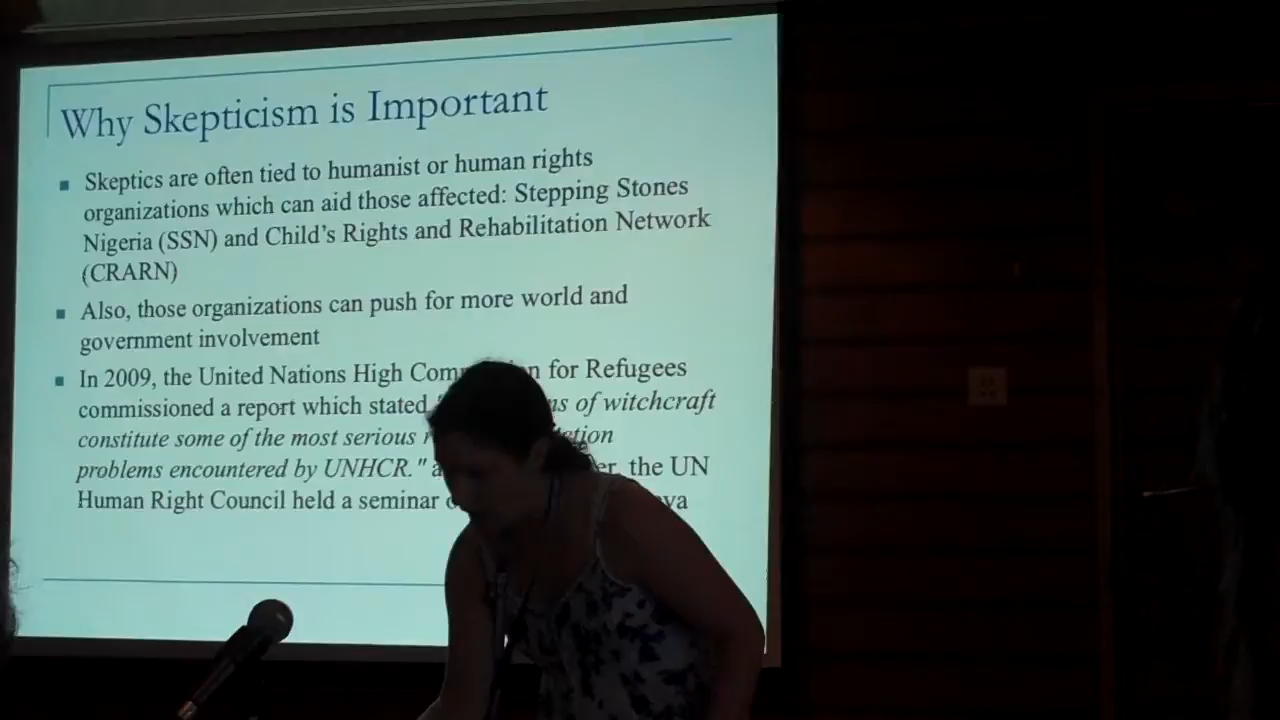 Why Skepticism is Important
Skeptics are often tied to humanist or human rights
organizations which can aid those affected: Stepping Stones
Nigeria (SSN) and Child's Rights and Rehabilitation Network
(CRARN)
Also, those organizations can push for more world and
government involvement
In 2009, the United Nations High for Refugees
commissioned a report which stated of witchcraft
constitute some of the most serious
problems encountered by UNHCR." the UN
Human Right Council held a seminar